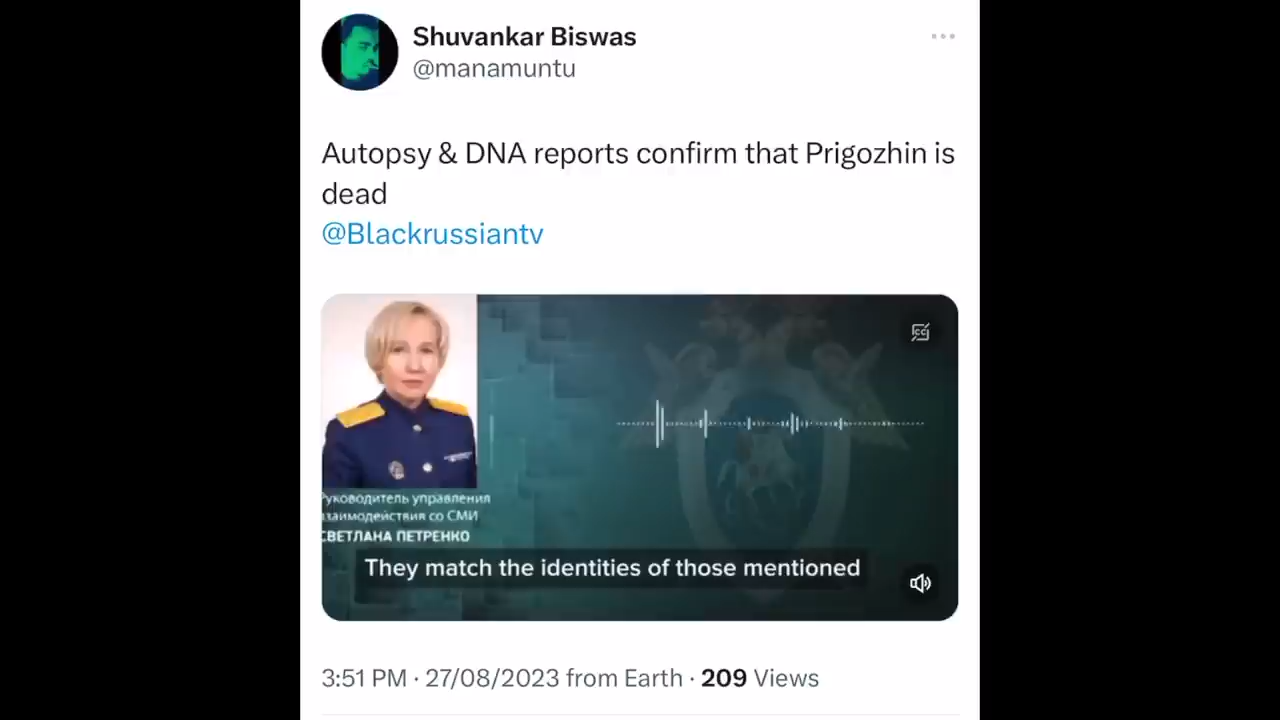 Shuvankar Biswas
@manamuntu
Autopsy & DNA reports confirm that Prigozhin is
dead
@Blackrussiantv
CC
Руководитель управления
взаимодействия со СМИ
СВЕТЛАНА ПЕТРЕНКО
They match the identities of those mentioned
3:51 PM · 27/08/2023 from Earth · 209 Views